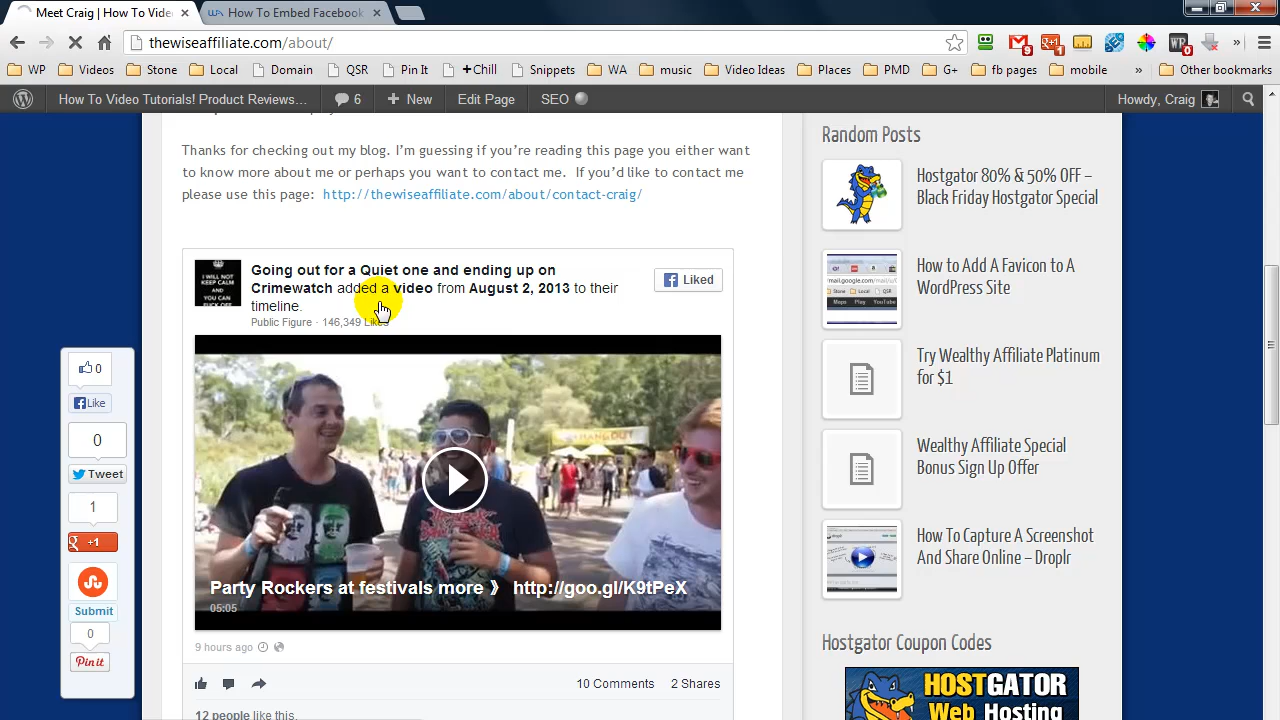 Meet Craig | How To Vide
How To Embed Facebook
thewiseaffiliate.com/about/
9
1
0
WP
Videos
Stone
Local
Domain
QSR
Pin It
+Chill
Snippets
WA
music
Video Ideas
Places
PMD
G+
fb pages
mobile
»
Other bookmarks
How To Video Tutorials! Product Reviews…
6
+ New
Edit Page
SEO
Howdy, Craig
Thanks for checking out my blog. I'm guessing if you're reading this page you either want
to know more about me or perhaps you want to contact me.  If you'd like to contact me
please use this page:  http://thewiseaffiliate.com/about/contact-craig/
I WILL NOT
KEEP CALM
AND
YOU CAN
Going out for a Quiet one and ending up on
Crimewatch added a video from August 2, 2013 to their
timeline.
Public Figure · 146,349 Likes
Liked
Party Rockers at festivals more 》 http://goo.gl/K9tPeX
05:05
9 hours ago
10 Comments
2 Shares
12 people like this.
0
Like
0
Tweet
1
+1
Submit
0
Pin it
Random Posts
Hostgator 80% & 50% OFF –
Black Friday Hostgator Special
How to Add A Favicon to A
WordPress Site
Try Wealthy Affiliate Platinum
for $1
Wealthy Affiliate Special
Bonus Sign Up Offer
How To Capture A Screenshot
And Share Online – Droplr
Hostgator Coupon Codes
HOSTGATOR
Web Hosting